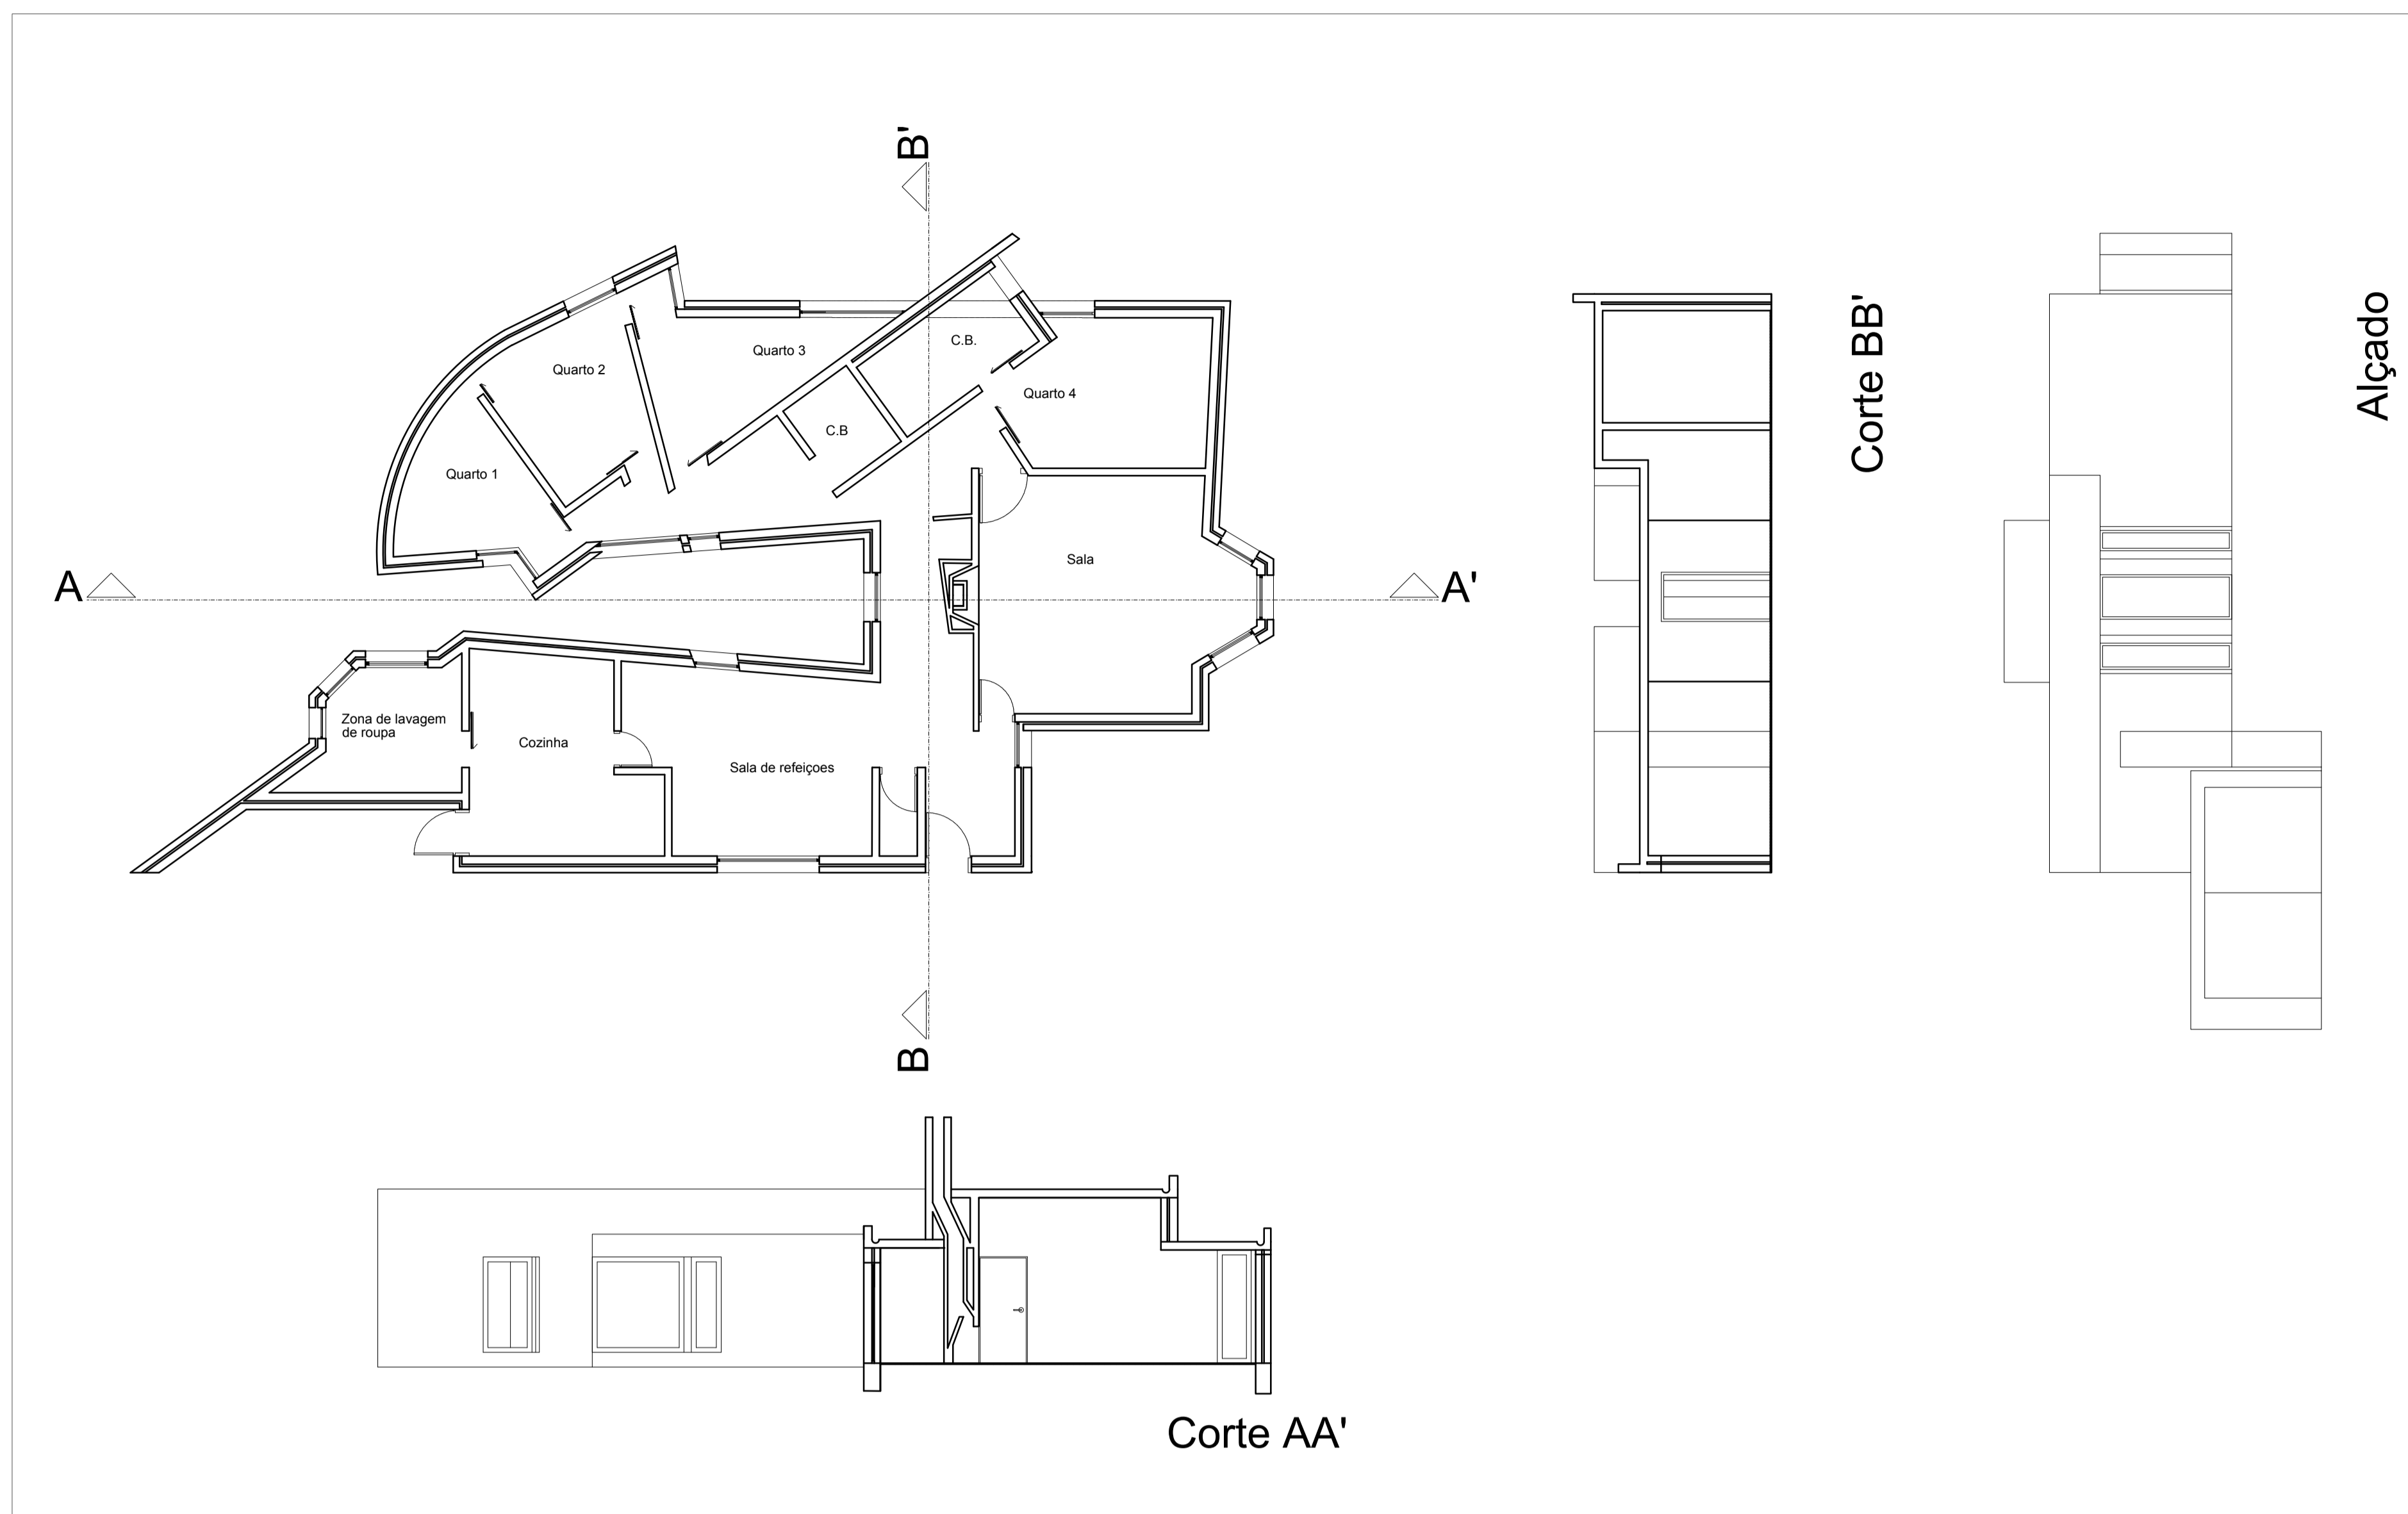 B'
Quarto 3
C.B.
Quarto 2
Quarto 4
C.B
Quarto 1
Sala
A
A'
Zona de lavagem
de roupa
Cozinha
Sala de refeiçoes
B
Corte BB'
Alçado
Corte AA'